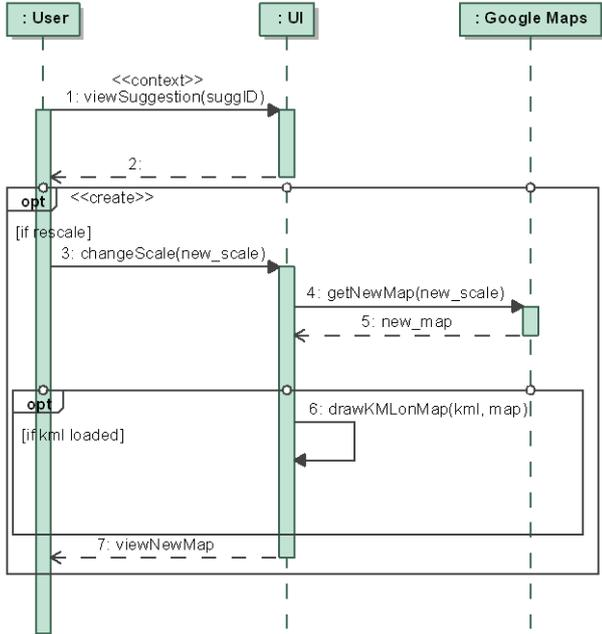 : User
: UI
: Google Maps
<<context>>
1: viewSuggestion(suggID)
2:
opt
<<create>>
[if rescale]
3: changeScale(new_scale)
4: getNewMap(new_scale)
5: new_map
opt
6: drawKMLonMap(kml, map)
[if kml loaded]
7: viewNewMap